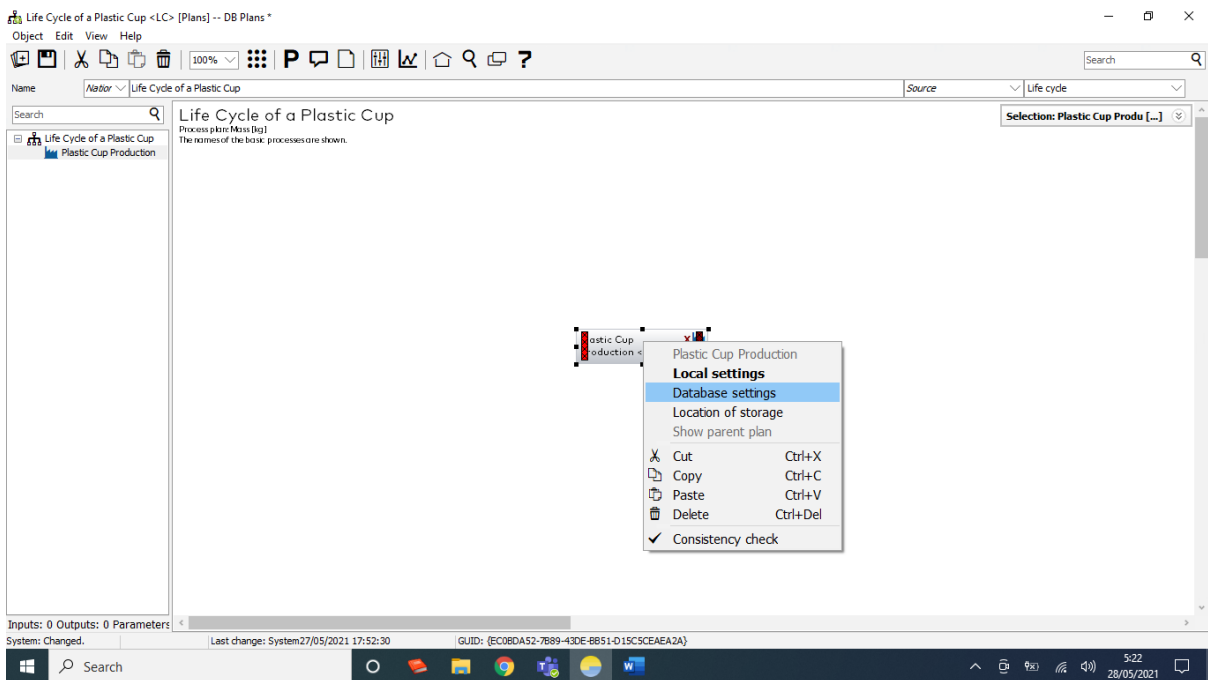 Life Cycle of a Plastic Cup <LC> [Plans] -- DB Plans *
Object Edit View Help
100%
P
?
Search
Name
Nation
Life Cycle of a Plastic Cup
Source
Life cycle
Search
Life Cycle of a Plastic Cup
Plastic Cup Production
Life Cycle of a Plastic Cup
Process plan: Mass [kg]
The names of the basic processes are shown.
Selection: Plastic Cup Produ [...]
astic Cup
roduction <
X
Plastic Cup Production
Local settings
Database settings
Location of storage
Show parent plan
Cut Ctrl+X
Copy Ctrl+C
Paste Ctrl+V
Delete Ctrl+Del
Consistency check
Inputs: 0 Outputs: 0 Parameters
System: Changed.
Last change: System27/05/2021 17:52:30
GUID: {EC0BDA52-7B89-43DE-BB51-D15C5CEAEA2A}
Search
W
5:22
28/05/2021